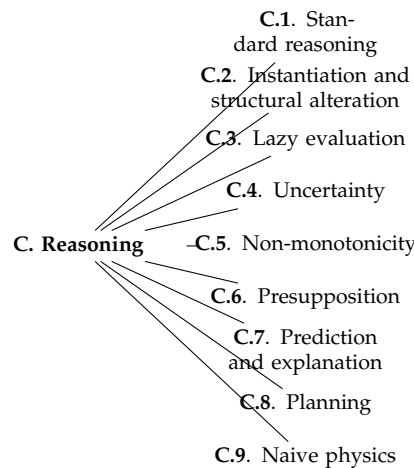 C.1. Stan-
dard reasoning
C.2. Instantiation and
structural alteration
C.3. Lazy evaluation
C.4. Uncertainty
C. Reasoning
C.5. Non-monotonicity
C.6. Presupposition
C.7. Prediction
and explanation
C.8. Planning
C.9. Naive physics